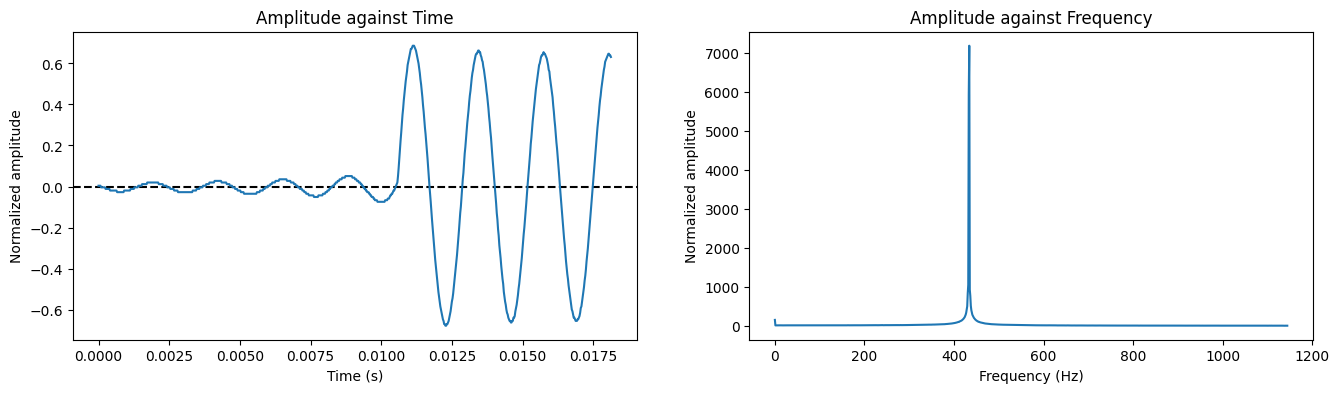 Amplitude against Time
Normalized amplitude
0.6
0.4
0.2
0.0
−0.2
−0.4
−0.6
0.0000 0.0025 0.0050 0.0075 0.0100 0.0125 0.0150 0.0175
Time (s)
Amplitude against Frequency
Normalized amplitude
7000
6000
5000
4000
3000
2000
1000
0
0 200 400 600 800 1000 1200
Frequency (Hz)